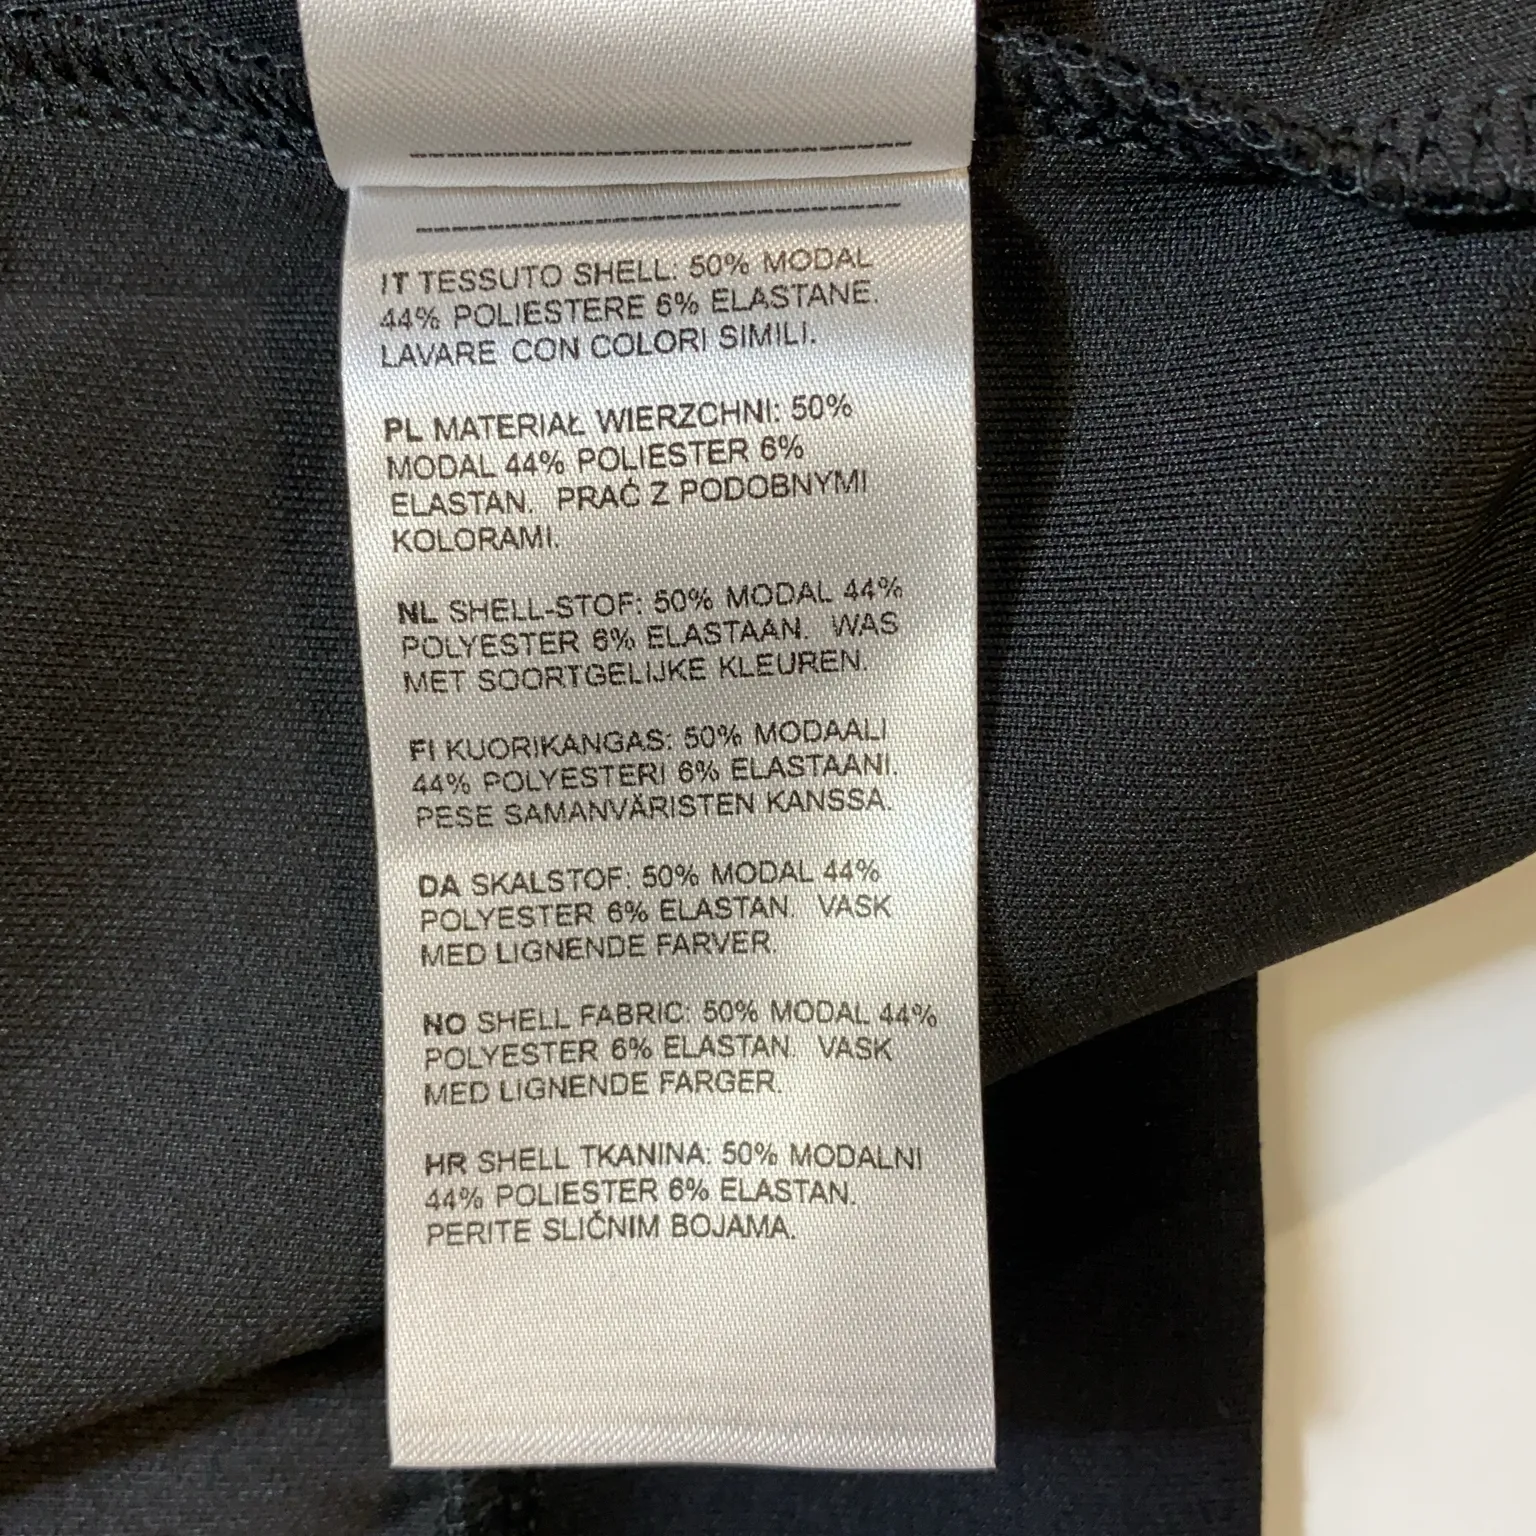 IT TESSUTO SHELL: 50% MODAL
44% POLIESTERE 6% ELASTANE.
LAVARE CON COLORI SIMILI.
PL MATERIAŁ WIERZCHNI: 50%
MODAL 44% POLIESTER 6%
ELASTAN. PRAĆ Z PODOBNYMI
KOLORAMI.
NL SHELL-STOF: 50% MODAL 44%
POLYESTER 6% ELASTAAN. WAS
MET SOORTGELIJKE KLEUREN.
FI KUORIKANGAS: 50% MODAALI
44% POLYESTERI 6% ELASTAANI.
PESE SAMANVÄRISTEN KANSSA.
DA SKALSTOF: 50% MODAL 44%
POLYESTER 6% ELASTAN. VASK
MED LIGNENDE FARVER.
NO SHELL FABRIC: 50% MODAL 44%
POLYESTER 6% ELASTAN. VASK
MED LIGNENDE FARGER.
HR SHELL TKANINA: 50% MODALNI
44% POLIESTER 6% ELASTAN.
PERITE SLIČNIM BOJAMA.